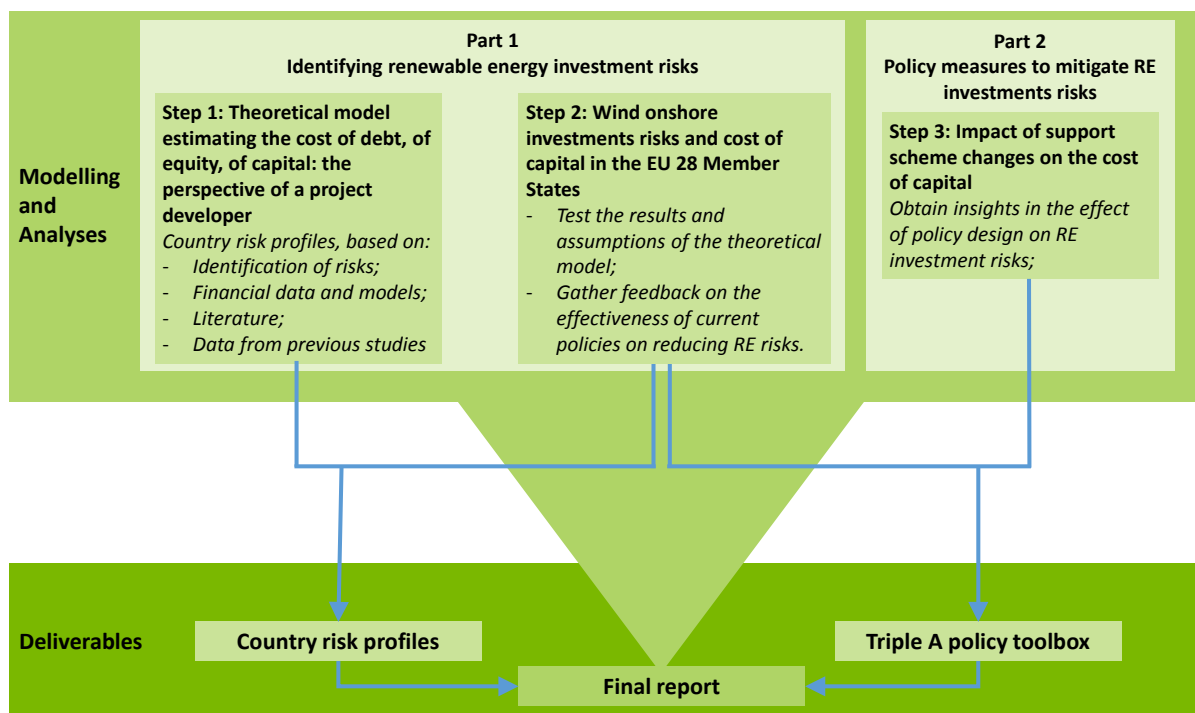 Modelling
and
Analyses
Part 1
Identifying renewable energy investment risks
Step 1: Theoretical model
estimating the cost of debt, of
equity, of capital: the
perspective of a project
developer
Country risk profiles, based on:
- Identification of risks;
- Financial data and models;
- Literature;
- Data from previous studies
Step 2: Wind onshore
investments risks and cost of
capital in the EU 28 Member
States
- Test the results and
assumptions of the theoretical
model;
- Gather feedback on the
effectiveness of current
policies on reducing RE risks.
Part 2
Policy measures to mitigate RE
investments risks
Step 3: Impact of support
scheme changes on the cost
of capital
Obtain insights in the effect
of policy design on RE
investment risks;
Deliverables
Country risk profiles
Triple A policy toolbox
Final report